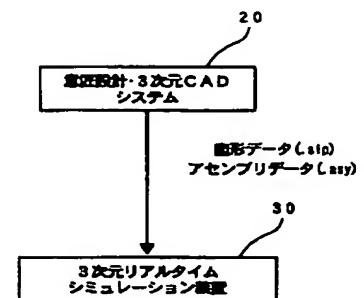 20
意匠設計・3次元CAD
システム
図形データ(.slp)
アセンブリデータ(.asy)
30
3次元リアルタイム
シミュレーション装置